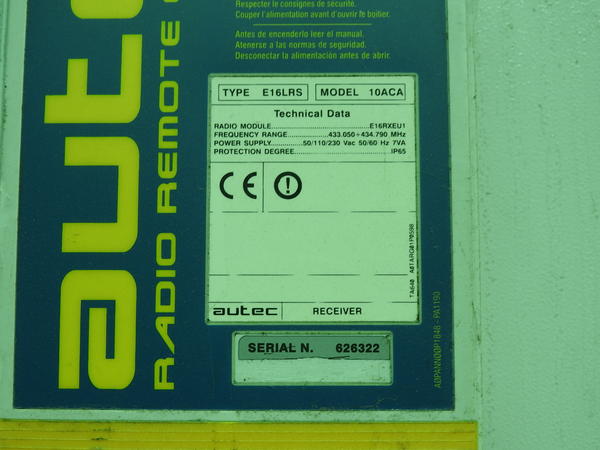 Respecter le consignes de sécurité.
Couper l'alimentation avant d'ouvrir le boitier.
Antes de encenderlo leer el manual.
Atenerse a las normas de seguridad.
Desconectar la alimentación antes de abrir.
autec
RADIO REMOTE
TYPE E16LRS MODEL 10ACA
Technical Data
RADIO MODULE E16RXEU1
FREQUENCY RANGE 433.050÷434.790 MHz
POWER SUPPLY 50/110/230 Vac 50/60 Hz 7VA
PROTECTION DEGREE IP65
CE
autec RECEIVER
SERIAL N. 626322